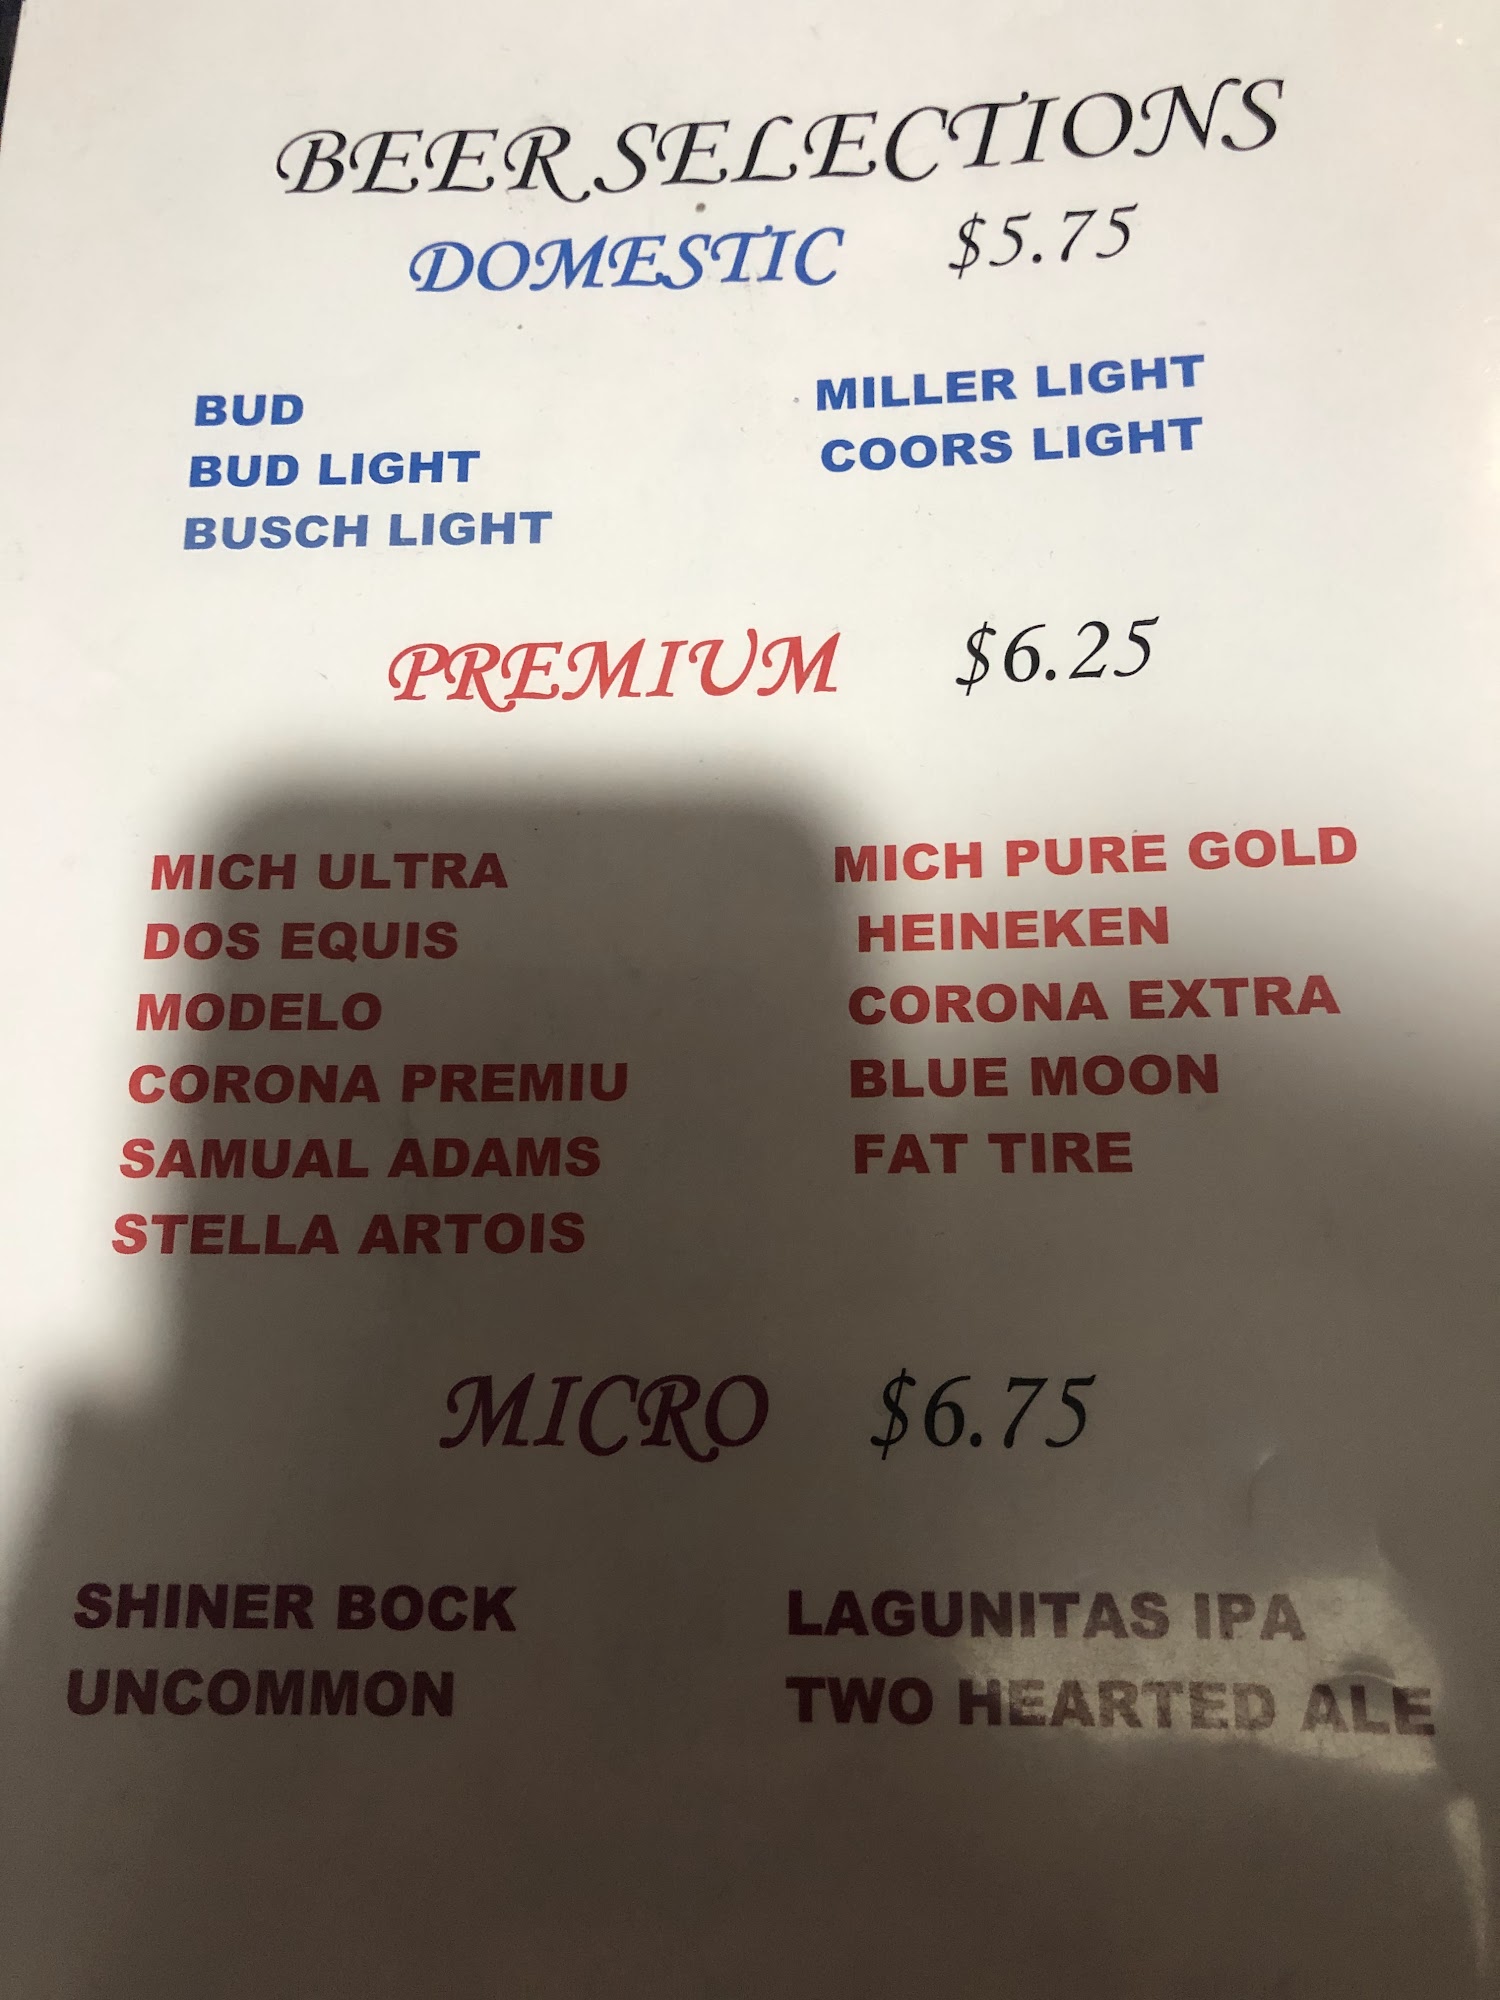 BEER SELECTIONS
DOMESTIC $5.75
BUD
BUD LIGHT
BUSCH LIGHT
MILLER LIGHT
COORS LIGHT
PREMIUM $6.25
MICH ULTRA
DOS EQUIS
MODELO
CORONA PREMIU
SAMUAL ADAMS
STELLA ARTOIS
MICH PURE GOLD
HEINEKEN
CORONA EXTRA
BLUE MOON
FAT TIRE
MICRO $6.75
SHINER BOCK
UNCOMMON
LAGUNITAS IPA
TWO HEARTED ALE